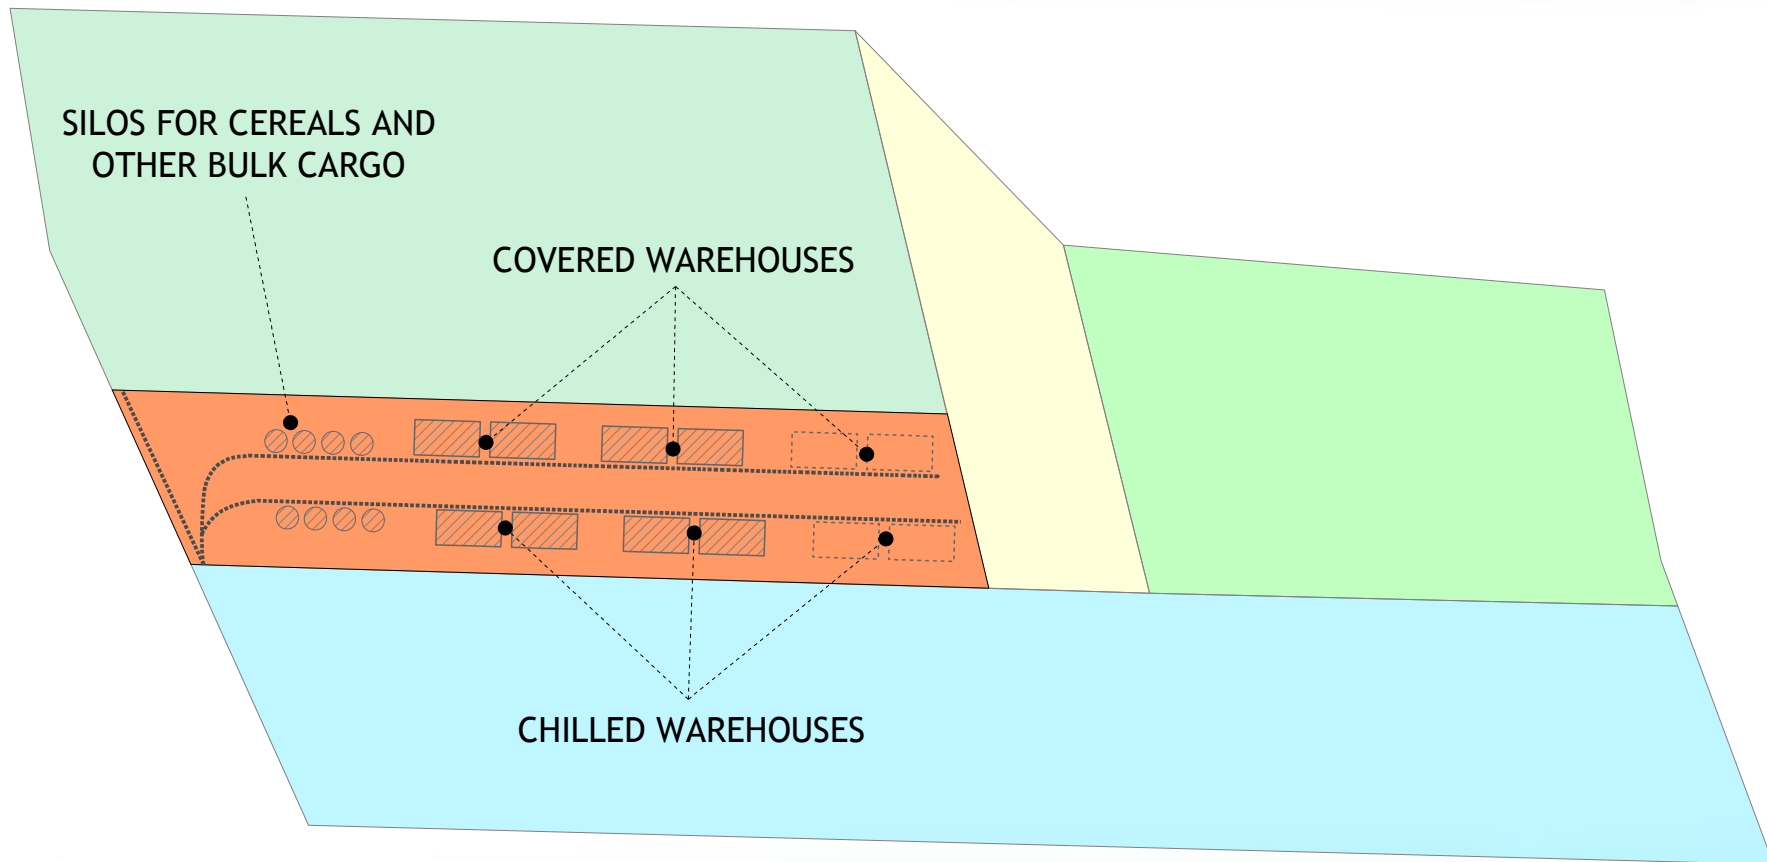 SILOS FOR CEREALS AND
OTHER BULK CARGO
COVERED WAREHOUSES
CHILLED WAREHOUSES